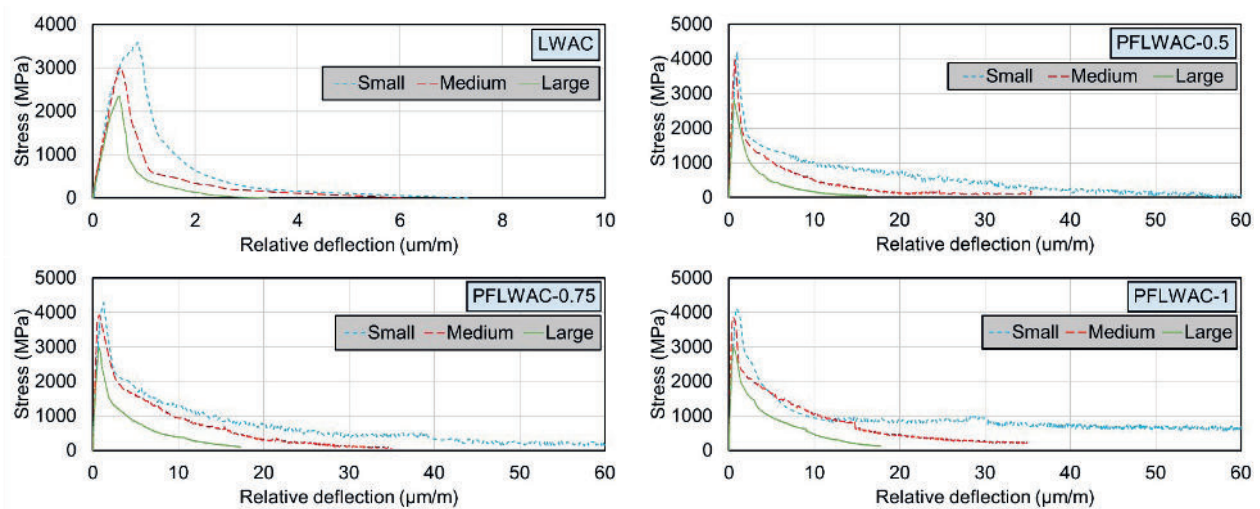 4000
3000
2000
1000
0
Stress (MPa)
LWAC
Small Medium Large
0 2 4 6 8 10
Relative deflection (um/m)
5000
4000
3000
2000
1000
0
Stress (MPa)
PFLWAC-0.5
Small Medium Large
0 10 20 30 40 50 60
Relative deflection (um/m)
5000
4000
3000
2000
1000
0
Stress (MPa)
PFLWAC-0.75
Small Medium Large
0 10 20 30 40 50 60
Relative deflection (μm/m)
5000
4000
3000
2000
1000
0
Stress (MPa)
PFLWAC-1
Small Medium Large
0 10 20 30 40 50 60
Relative deflection (μm/m)